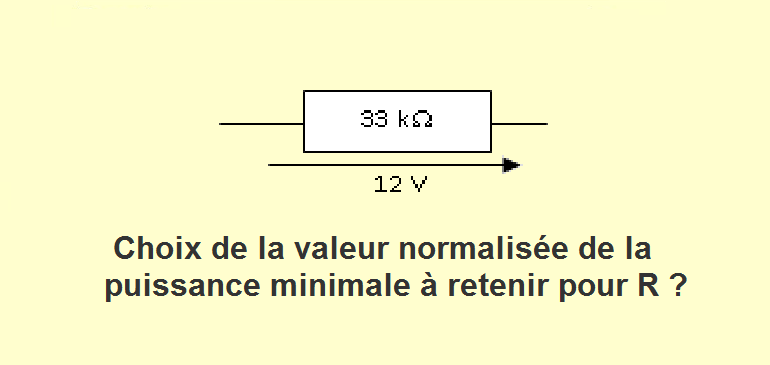 33 kΩ
12 V
Choix de la valeur normalisée de la
puissance minimale à retenir pour R ?